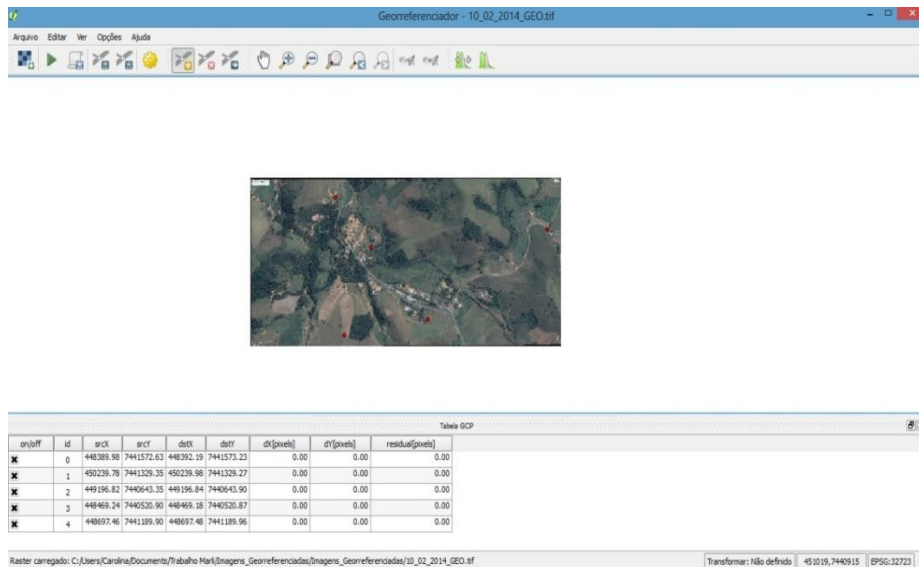 Georreferenciador - 10_02_2014_GEO.tif
Arquivo Editar Ver Opções Ajuda
Tabela GCP
on/off id srcX srcY dstX dstY dX[pixels] dY[pixels] residual[pixels]
0 448389.98 7441572.63 448392.19 7441573.23 0.00 0.00 0.00
1 450239.78 7441329.35 450239.98 7441329.27 0.00 0.00 0.00
2 449196.82 7440643.35 449196.84 7440643.90 0.00 0.00 0.00
3 448469.24 7440520.90 448469.18 7440520.87 0.00 0.00 0.00
4 448697.46 7441189.90 448697.48 7441189.96 0.00 0.00 0.00
Raster carregado: C:/Users/Carolina/Documents/Trabalho Marli/Imagens_Georreferenciadas/Imagens_Georreferenciadas/10_02_2014_GEO.tif
Transformar: Não definido 451019,7440915 EPSG:32723